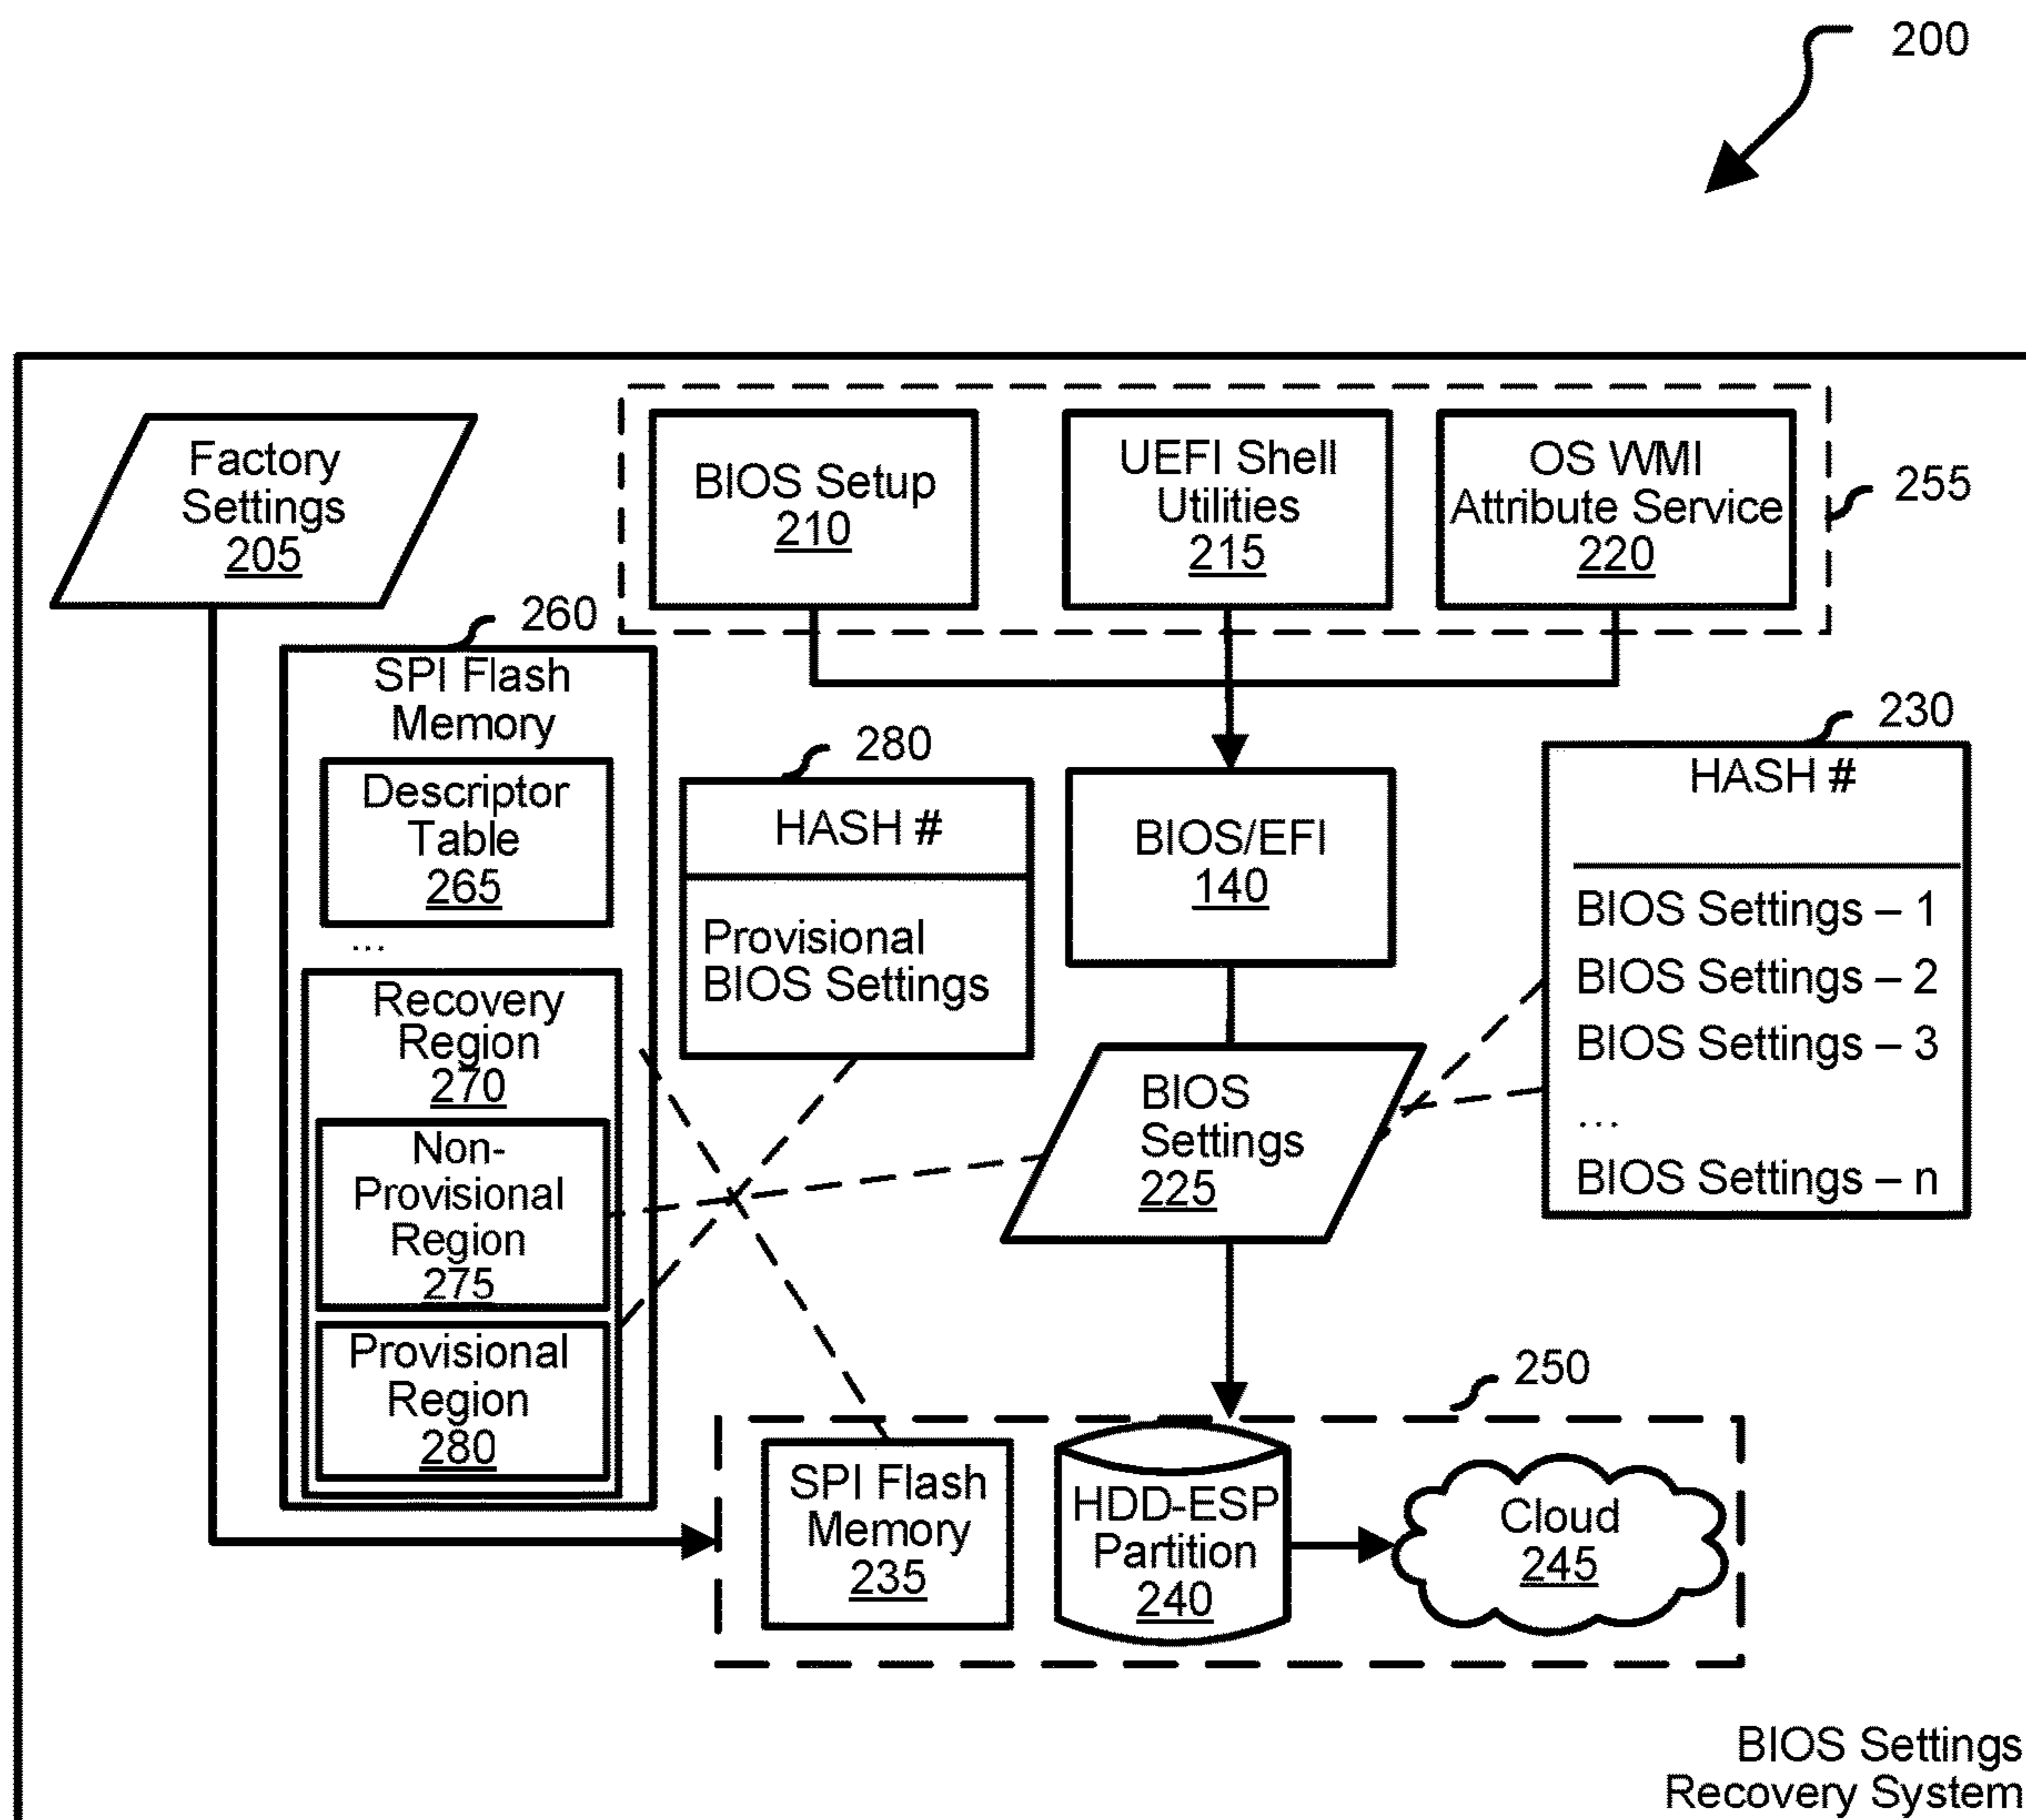 200
Factory
Settings
205
BIOS Setup
210
UEFI Shell
Utilities
215
OS WMI
Attribute Service
220
255
260
SPI Flash
Memory
Descriptor
Table
265
...
Recovery
Region
270
Non-
Provisional
Region
275
Provisional
Region
280
280
HASH #
Provisional
BIOS Settings
BIOS/EFI
140
BIOS
Settings
225
230
HASH #
BIOS Settings – 1
BIOS Settings – 2
BIOS Settings – 3
...
BIOS Settings – n
250
SPI Flash
Memory
235
HDD-ESP
Partition
240
Cloud
245
BIOS Settings
Recovery System